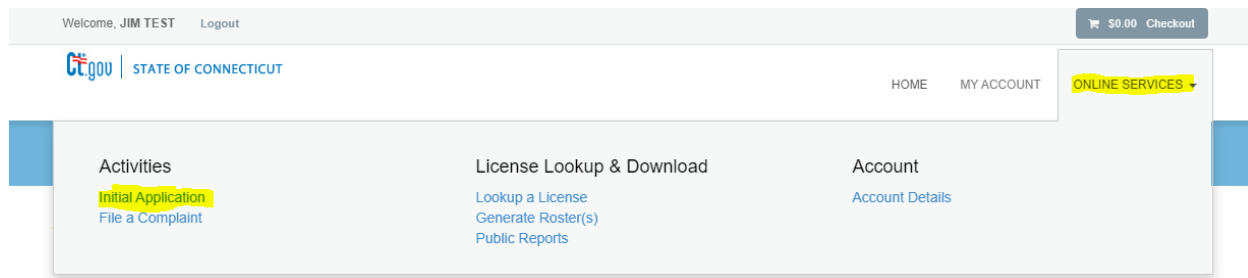 Welcome, JIM TEST Logout
$0.00 Checkout
Ct.gov STATE OF CONNECTICUT
HOME MY ACCOUNT ONLINE SERVICES
Activities
Initial Application
File a Complaint
License Lookup & Download
Lookup a License
Generate Roster(s)
Public Reports
Account
Account Details